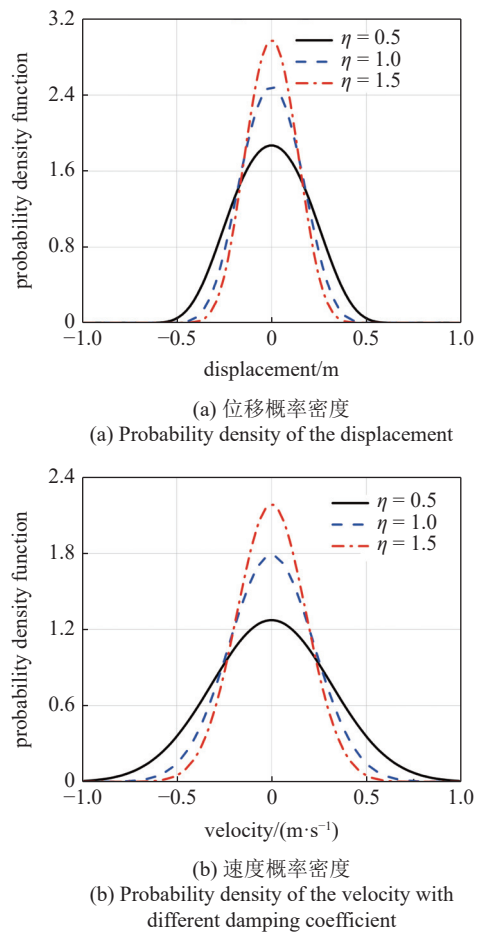 3.2
η = 0.5
η = 1.0
η = 1.5
2.4
1.6
0.8
0
probability density function
−1.0
−0.5
0
0.5
1.0
displacement/m
(a) 位移概率密度
(a) Probability density of the displacement
2.4
η = 0.5
η = 1.0
η = 1.5
1.8
1.2
0.6
0
probability density function
−1.0
−0.5
0
0.5
1.0
velocity/(m·s⁻¹)
(b) 速度概率密度
(b) Probability density of the velocity with
different damping coefficient